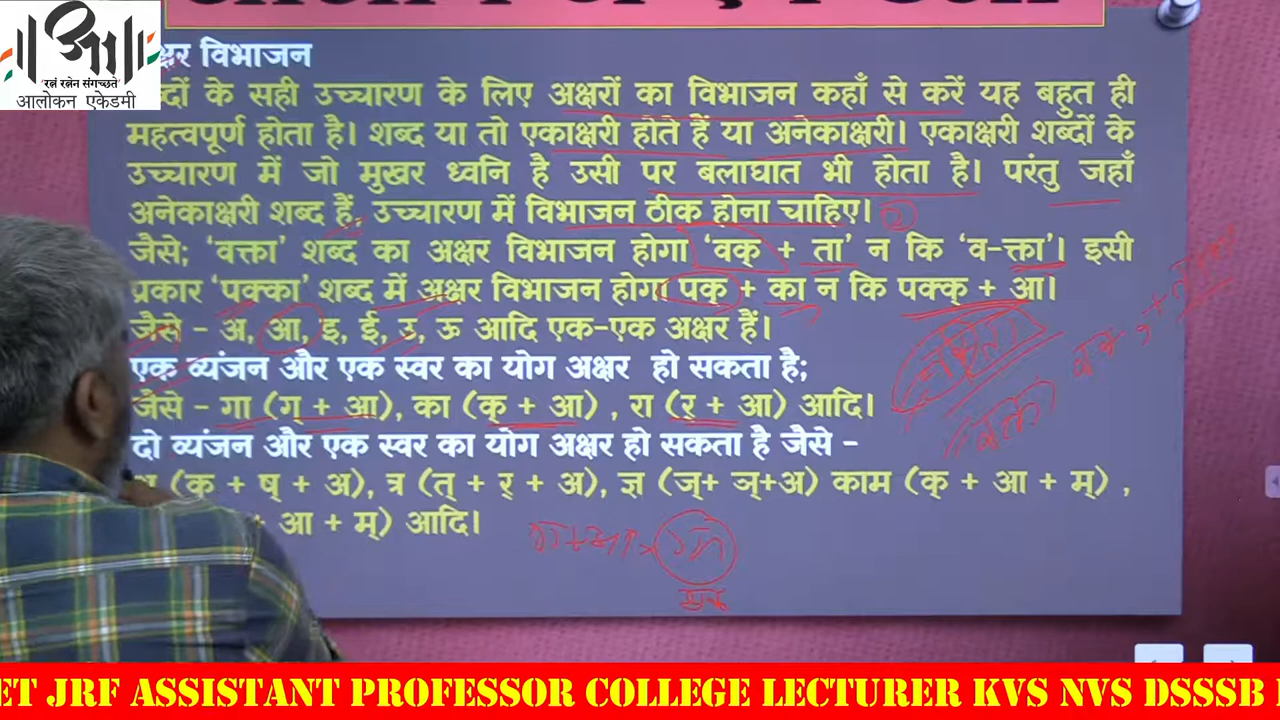 'रत्नं रत्नेन संगच्छते'
आलोकन एकेडमी
विभाजन
के सही उच्चारण के लिए अक्षरों का विभाजन कहाँ से करें यह बहुत ही
महत्वपूर्ण होता है। शब्द या तो एकाक्षरी होते हैं या अनेकाक्षरी। एकाक्षरी शब्दों के
उच्चारण में जो मुखर ध्वनि है उसी पर बलाघात भी होता है। परंतु जहाँ
अनेकाक्षरी शब्द हैं, उच्चारण में विभाजन ठीक होना चाहिए।
जैसे; 'वक्ता' शब्द का अक्षर विभाजन होगा 'वक् + ता' न कि 'व-क्ता'। इसी
प्रकार 'पक्का' शब्द में अक्षर विभाजन होगा पक् + का न कि पक्क् + आ।
जैसे - अ, आ, इ, ई, उ, ऊ आदि एक-एक अक्षर हैं।
एक व्यंजन और एक स्वर का योग अक्षर हो सकता है;
जैसे - गा (ग् + आ), का (क् + आ) , रा (र् + आ) आदि।
दो व्यंजन और एक स्वर का योग अक्षर हो सकता है जैसे -
(क् + ष् + अ), त्र (त् + र् + अ), ज्ञ (ज्+ ञ्+अ) काम (क् + आ + म्) ,
+ आ + म्) आदि।
ET JRF ASSISTANT PROFESSOR COLLEGE LECTURER KVS NVS DSSSB